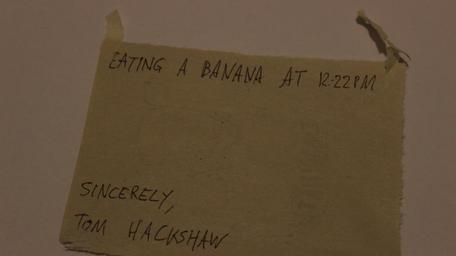 EATING A BANANA AT 12:22PM
SINCERELY,
TOM HACKSHAW